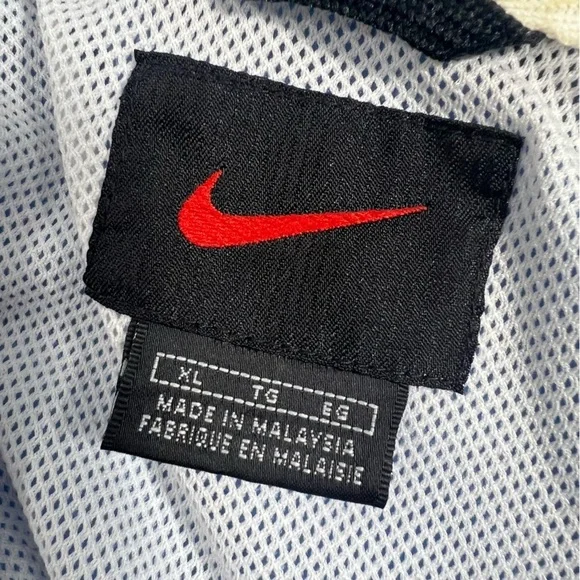 XL TG EG
MADE IN MALAYSIA
FABRIQUE EN MALAISIE